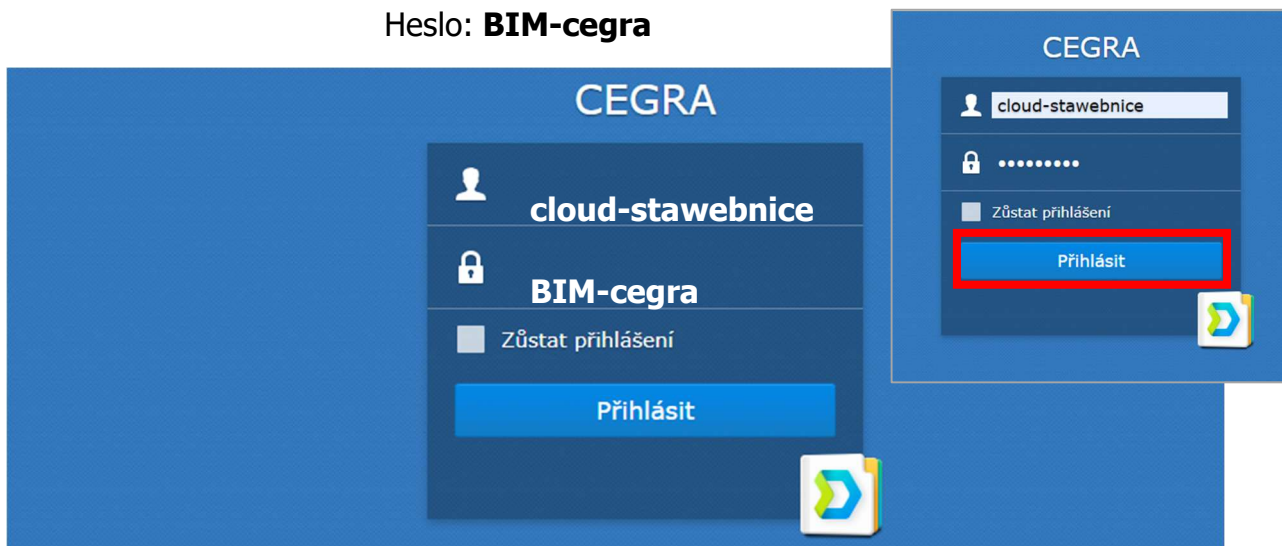 Heslo: BIM-cegra
CEGRA
cloud-stawebnice
BIM-cegra
Zůstat přihlášení
Přihlásit
CEGRA
cloud-stawebnice
•••••••••
Zůstat přihlášení
Přihlásit